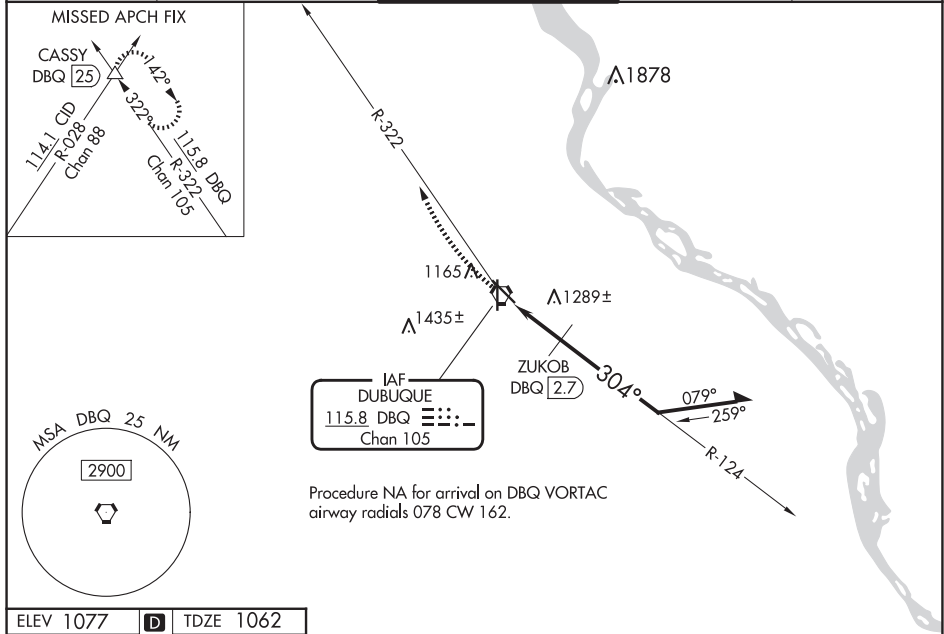 MISSED APCH FIX
CASSY
DBQ 25
142°
322°
114.1 CID
R-028
Chan 88
115.8 DBQ
R-322
Chan 105
1878
R-322
1165
1289±
1435±
ZUKOB
DBQ 2.7
304°
079°
259°
R-124
IAF
DUBUQUE
115.8 DBQ
Chan 105
MSA DBQ 25 NM
2900
Procedure NA for arrival on DBQ VORTAC
airway radials 078 CW 162.
ELEV 1077 D TDZE 1062